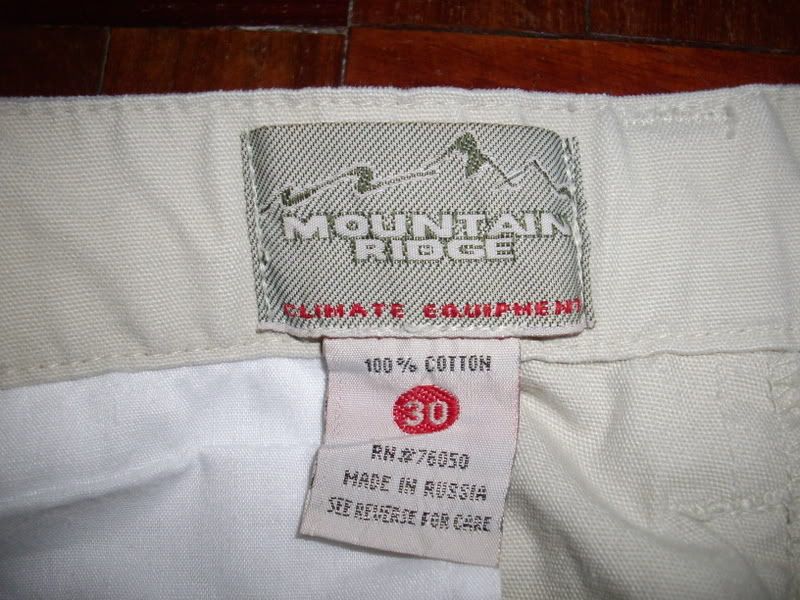 MOUNTAIN
RIDGE
CLIMATE EQUIPMENT
100% COTTON
30
RN#76050
MADE IN RUSSIA
SEE REVERSE FOR CARE